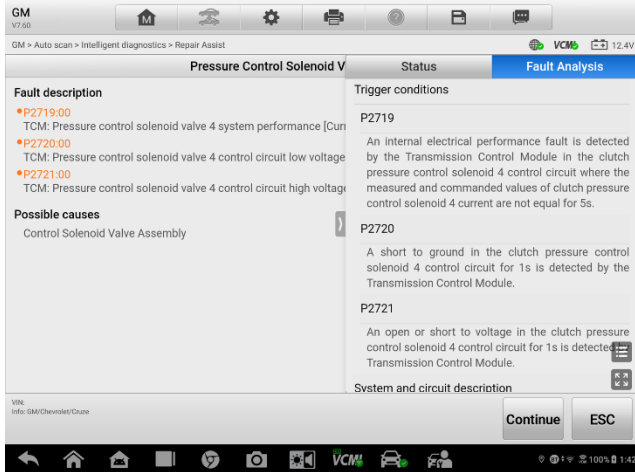 GM
V7.60
M
?
GM > Auto scan > Intelligent diagnostics > Repair Assist
VCMI
12.4V
Pressure Control Solenoid V
Status
Fault Analysis
Fault description
P2719:00
TCM: Pressure control solenoid valve 4 system performance [Curr
P2720:00
TCM: Pressure control solenoid valve 4 control circuit low voltage
P2721:00
TCM: Pressure control solenoid valve 4 control circuit high voltage
Possible causes
Control Solenoid Valve Assembly
Trigger conditions
P2719
An internal electrical performance fault is detected
by the Transmission Control Module in the clutch
pressure control solenoid 4 control circuit where the
measured and commanded values of clutch pressure
control solenoid 4 current are not equal for 5s.
P2720
A short to ground in the clutch pressure control
solenoid 4 control circuit for 1s is detected by the
Transmission Control Module.
P2721
An open or short to voltage in the clutch pressure
control solenoid 4 control circuit for 1s is detected by
Transmission Control Module.
System and circuit description
VIN:
Info: GM/Chevrolet/Cruze
Continue
ESC
VCMI
100%
1:42